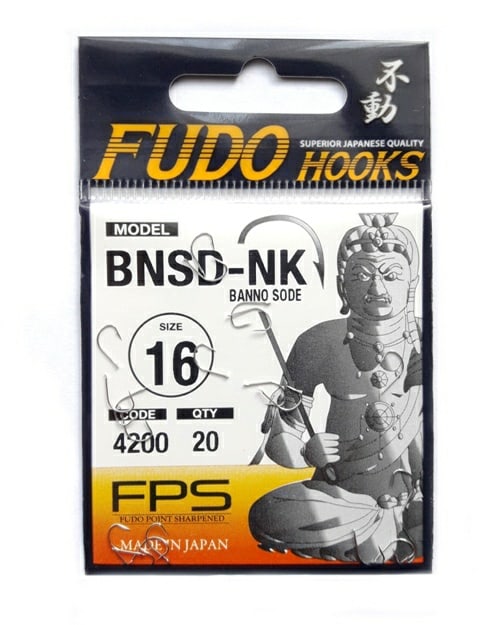 不動
FUDO
SUPERIOR JAPANESE QUALITY
HOOKS
MODEL
BNSD-NK
BANNO SODE
SIZE
16
CODE
QTY
4200
20
FPS
FUDO POINT SHARPENED
MADE IN JAPAN